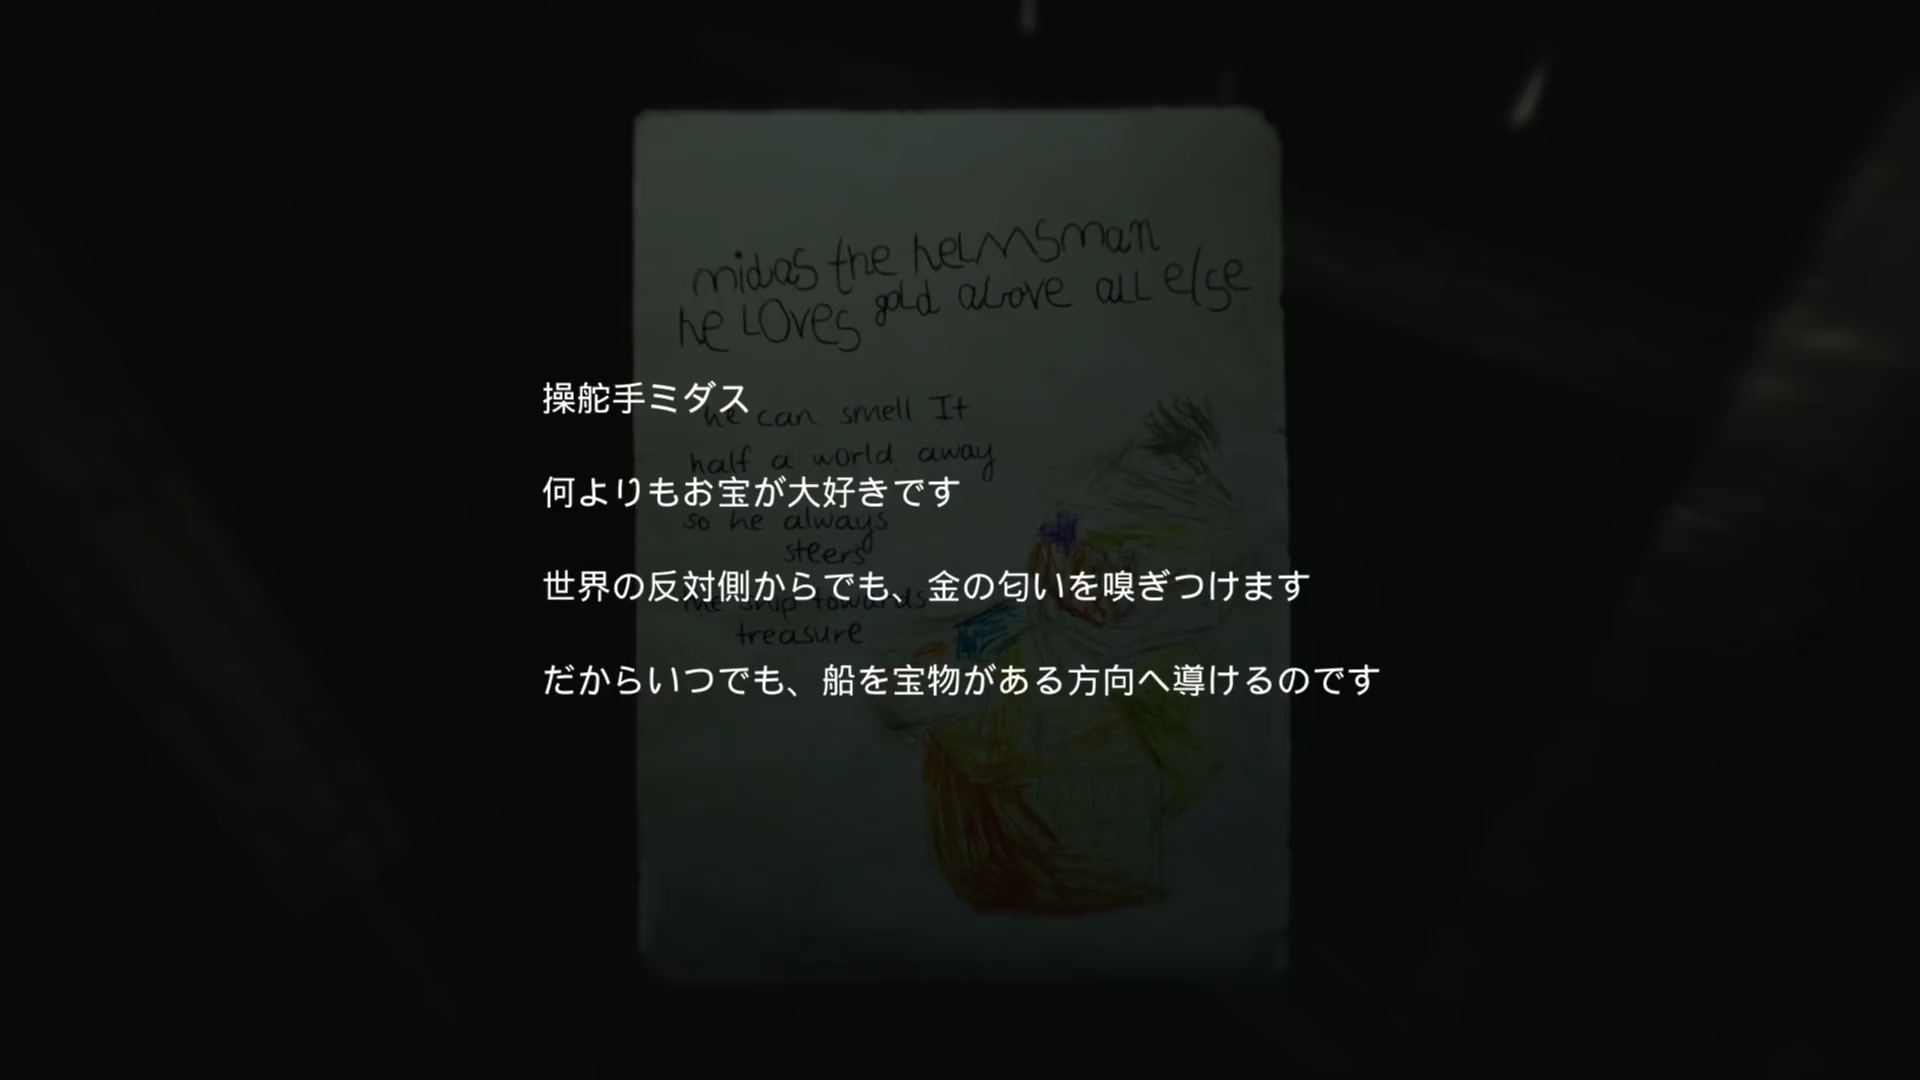 midas the helmsman
he loves gold above all else
操舵手ミダス
he can smell It
half a world away
何よりもお宝が大好きです
so he always
steers
世界の反対側からでも、金の匂いを嗅ぎつけます
the ship towards
treasure
だからいつでも、船を宝物がある方向へ導けるのです